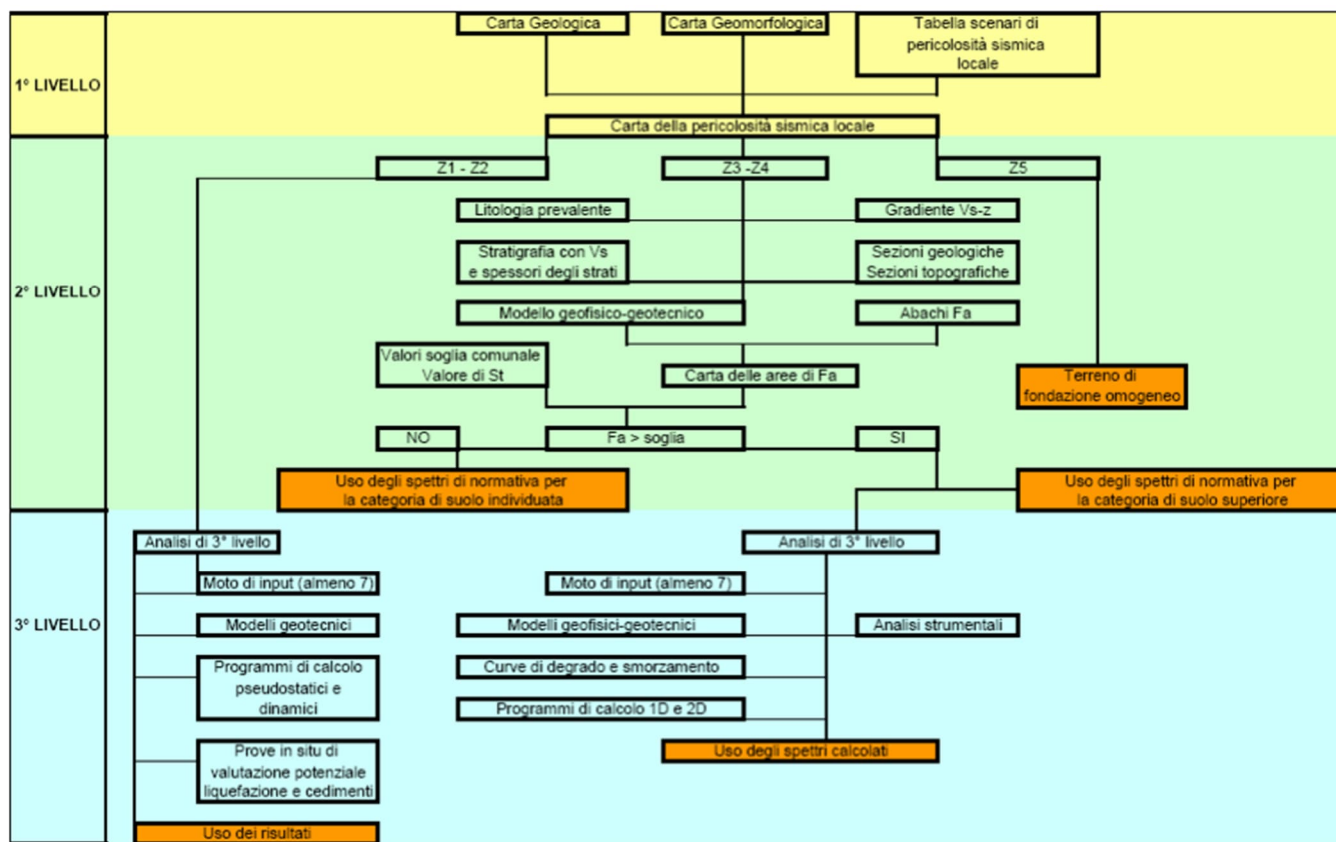 1° LIVELLO
Carta Geologica
Carta Geomorfologica
Tabella scenari di
pericolosità sismica
locale
Carta della pericolosità sismica locale
2° LIVELLO
Z1 - Z2
Z3 -Z4
Z5
Litologia prevalente
Gradiente Vs-z
Stratigrafia con Vs
e spessori degli strati
Sezioni geologiche
Sezioni topografiche
Modello geofisico-geotecnico
Abachi Fa
Valori soglia comunale
Valore di St
Carta delle aree di Fa
Terreno di
fondazione omogeneo
NO
Fa > soglia
SI
Uso degli spettri di normativa per
la categoria di suolo individuata
Uso degli spettri di normativa per
la categoria di suolo superiore
3° LIVELLO
Analisi di 3° livello
Moto di input (almeno 7)
Modelli geotecnici
Programmi di calcolo
pseudostatici e
dinamici
Prove in situ di
valutazione potenziale
liquefazione e cedimenti
Uso dei risultati
Analisi di 3° livello
Moto di input (almeno 7)
Modelli geofisici-geotecnici
Analisi strumentali
Curve di degrado e smorzamento
Programmi di calcolo 1D e 2D
Uso degli spettri calcolati